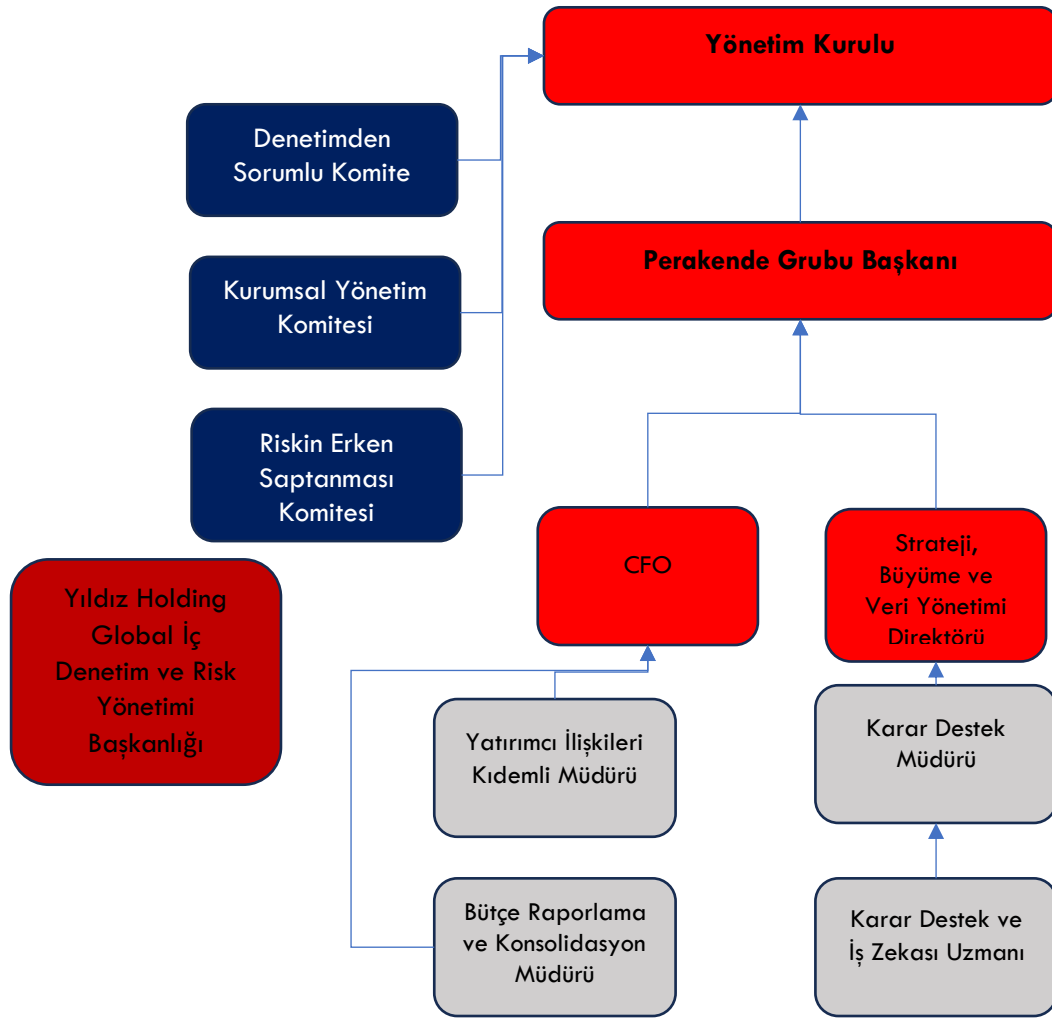 Yönetim Kurulu
Denetimden
Sorumlu Komite
Perakende Grubu Başkanı
Kurumsal Yönetim
Komitesi
Riskin Erken
Saptanması
Komitesi
CFO
Strateji,
Büyüme ve
Veri Yönetimi
Direktörü
Yıldız Holding
Global İç
Denetim ve Risk
Yönetimi
Başkanlığı
Yatırımcı İlişkileri
Kıdemli Müdürü
Karar Destek
Müdürü
Bütçe Raporlama
ve Konsolidasyon
Müdürü
Karar Destek ve
İş Zekası Uzmanı